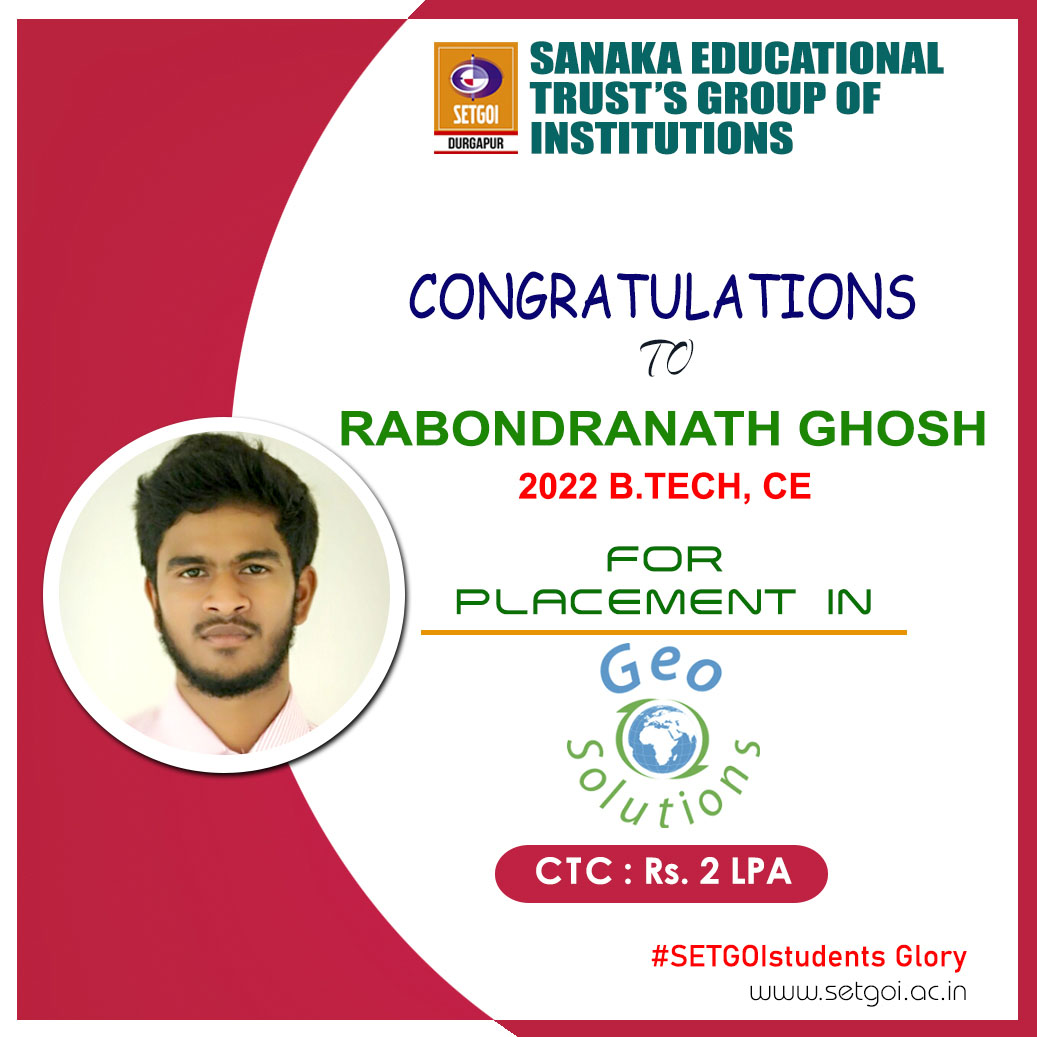 SETGOI
DURGAPUR
SANAKA EDUCATIONAL
TRUST'S GROUP OF
INSTITUTIONS
CONGRATULATIONS
TO
RABONDRANATH GHOSH
2022 B.TECH, CE
FOR
PLACEMENT IN
Geo
Solutions
CTC : Rs. 2 LPA
#SETGOIstudents Glory
www.setgoi.ac.in